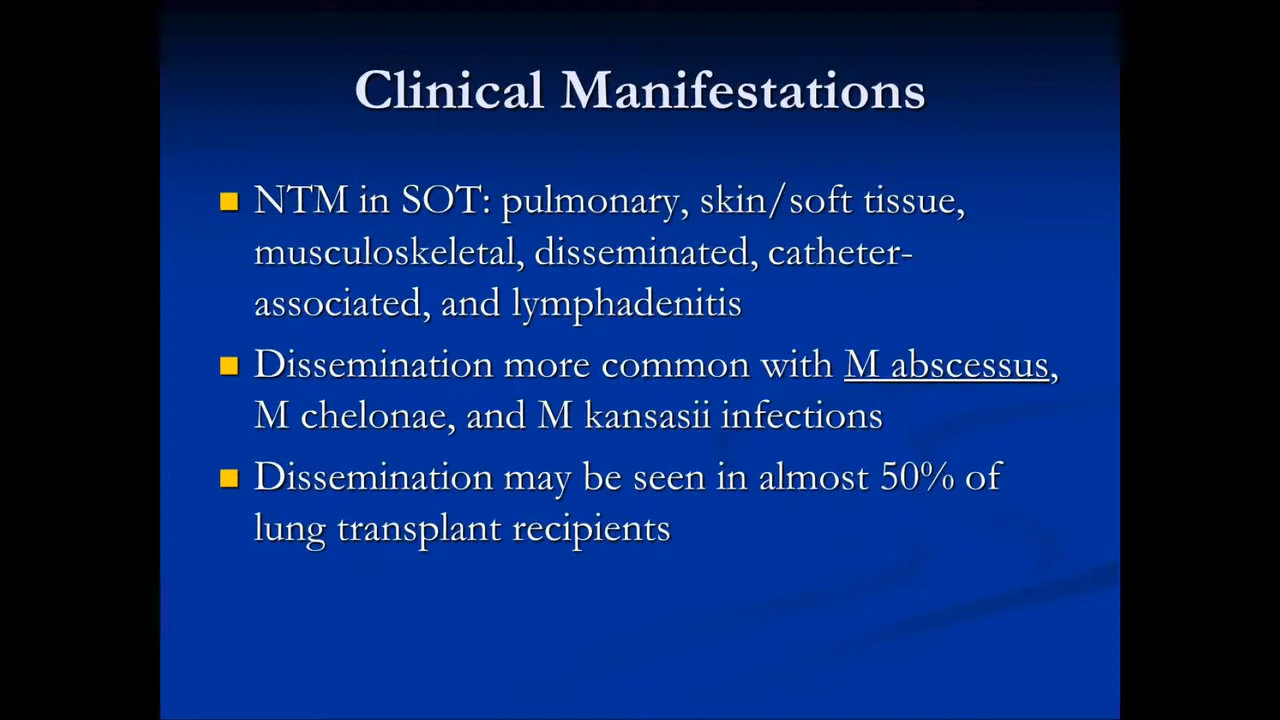 Clinical Manifestations
NTM in SOT: pulmonary, skin/soft tissue,
musculoskeletal, disseminated, catheter-
associated, and lymphadenitis
Dissemination more common with M abscessus,
M chelonae, and M kansasii infections
Dissemination may be seen in almost 50% of
lung transplant recipients